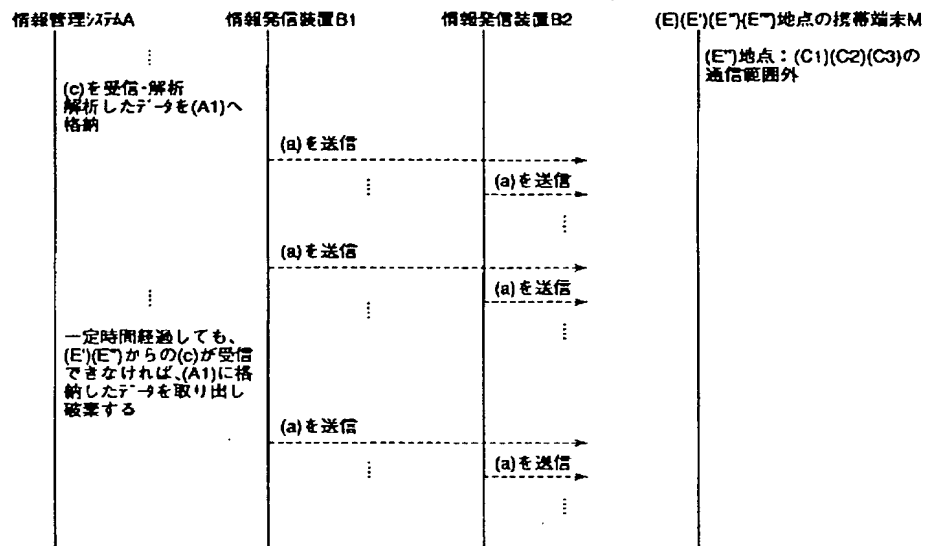 情報管理システムA
情報発信装置B1
情報発信装置B2
(E)(E')(E")(E"')地点の携帯端末M
(E"')地点：(C1)(C2)(C3)の
通信範囲外
(c)を受信・解析
解析したデータを(A1)へ
格納
(a)を送信
(a)を送信
(a)を送信
(a)を送信
一定時間経過しても、
(E')(E")からの(c)が受信
できなければ、(A1)に格
納したデータを取り出し
破棄する
(a)を送信
(a)を送信